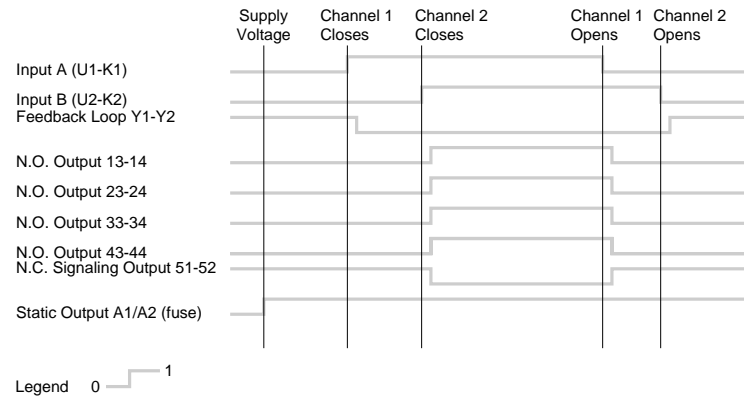 Supply Voltage
Channel 1 Closes
Channel 2 Closes
Channel 1 Opens
Channel 2 Opens
Input A (U1-K1)
Input B (U2-K2)
Feedback Loop Y1-Y2
N.O. Output 13-14
N.O. Output 23-24
N.O. Output 33-34
N.O. Output 43-44
N.C. Signaling Output 51-52
Static Output A1/A2 (fuse)
Legend 0 1